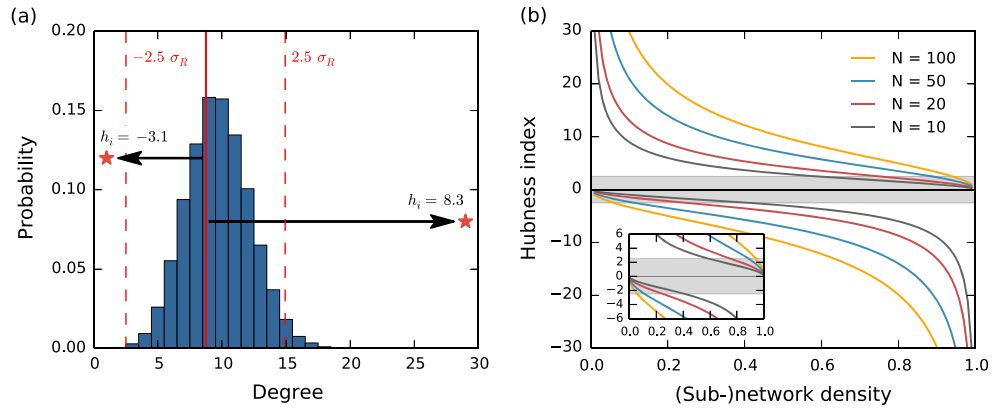 (a)
−2.5 σR
2.5 σR
hi = −3.1
hi = 8.3
Probability
0.20
0.15
0.10
0.05
0.00
0 5 10 15 20 25 30
Degree
(b)
N = 100
N = 50
N = 20
N = 10
Hubness index
30
20
10
0
−10
−20
−30
6
4
2
0
−2
−4
−6
0.0 0.2 0.4 0.6 0.8 1.0
0.0 0.2 0.4 0.6 0.8 1.0
(Sub-)network density